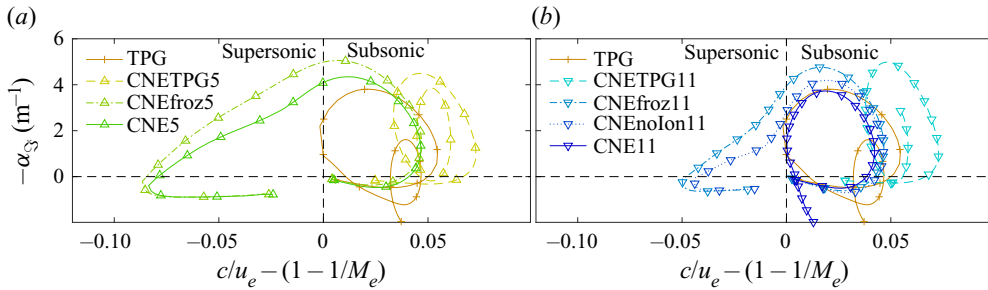 (a)
(b)
Supersonic Subsonic
TPG
CNETPG5
CNEfroz5
CNE5
Supersonic Subsonic
TPG
CNETPG11
CNEfroz11
CNEnoIon11
CNE11
−α_{c_3} (m⁻¹)
6
4
2
0
−0.10 −0.05 0 0.05
−0.10 −0.05 0 0.05
c/u_e − (1 − 1/M_e)
c/u_e − (1 − 1/M_e)